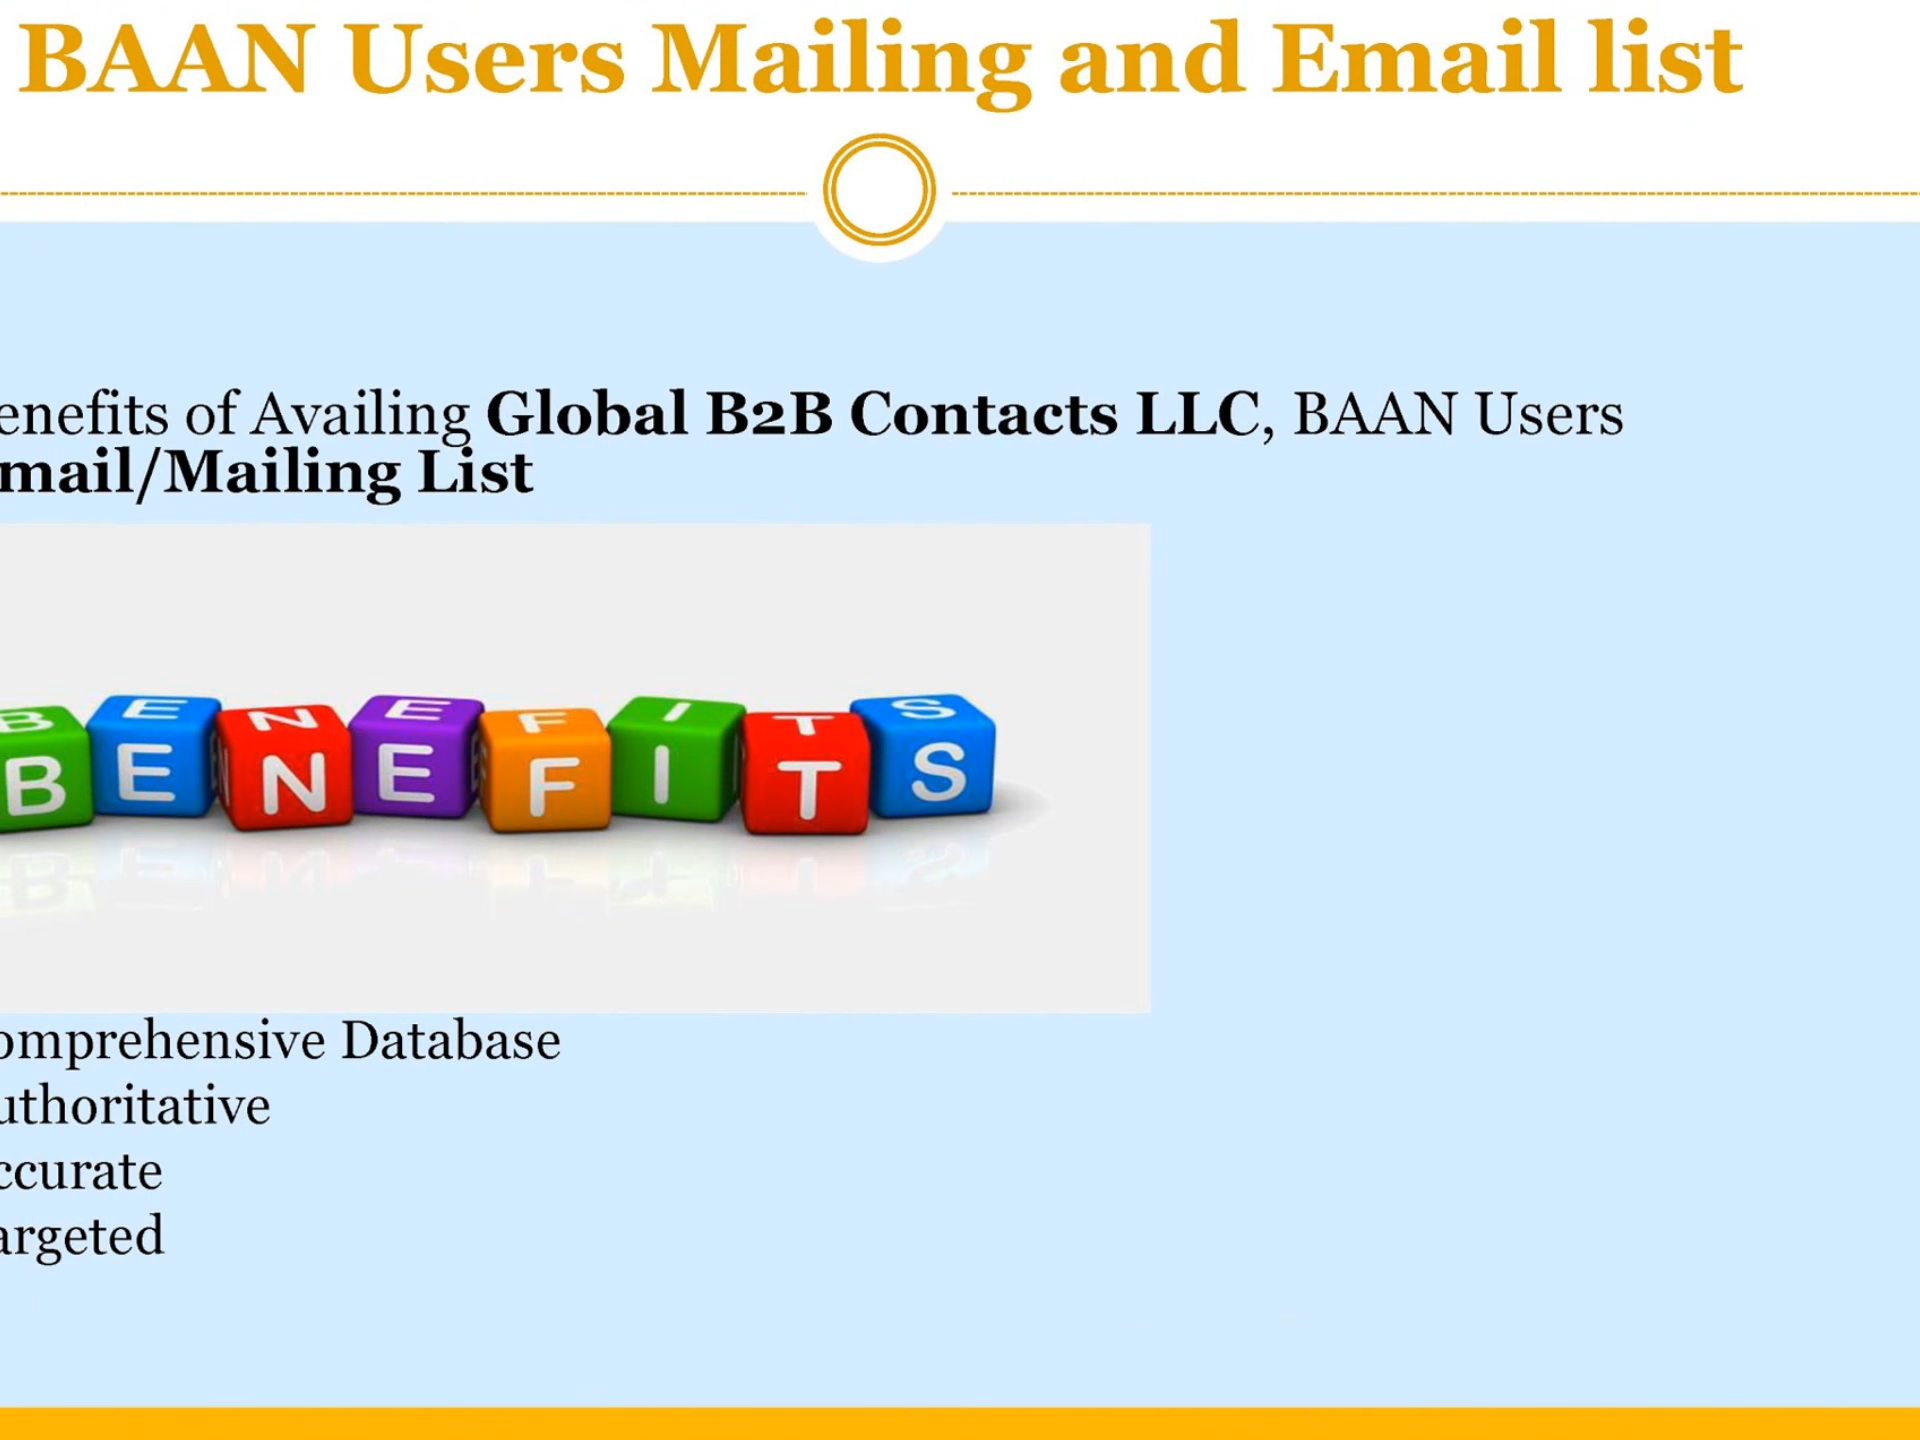 BAAN Users Mailing and Email list
enefits of Availing Global B2B Contacts LLC, BAAN Users
mail/Mailing List
BENEFITS
BENEFITS
omprehensive Database
uthoritative
ccurate
argeted